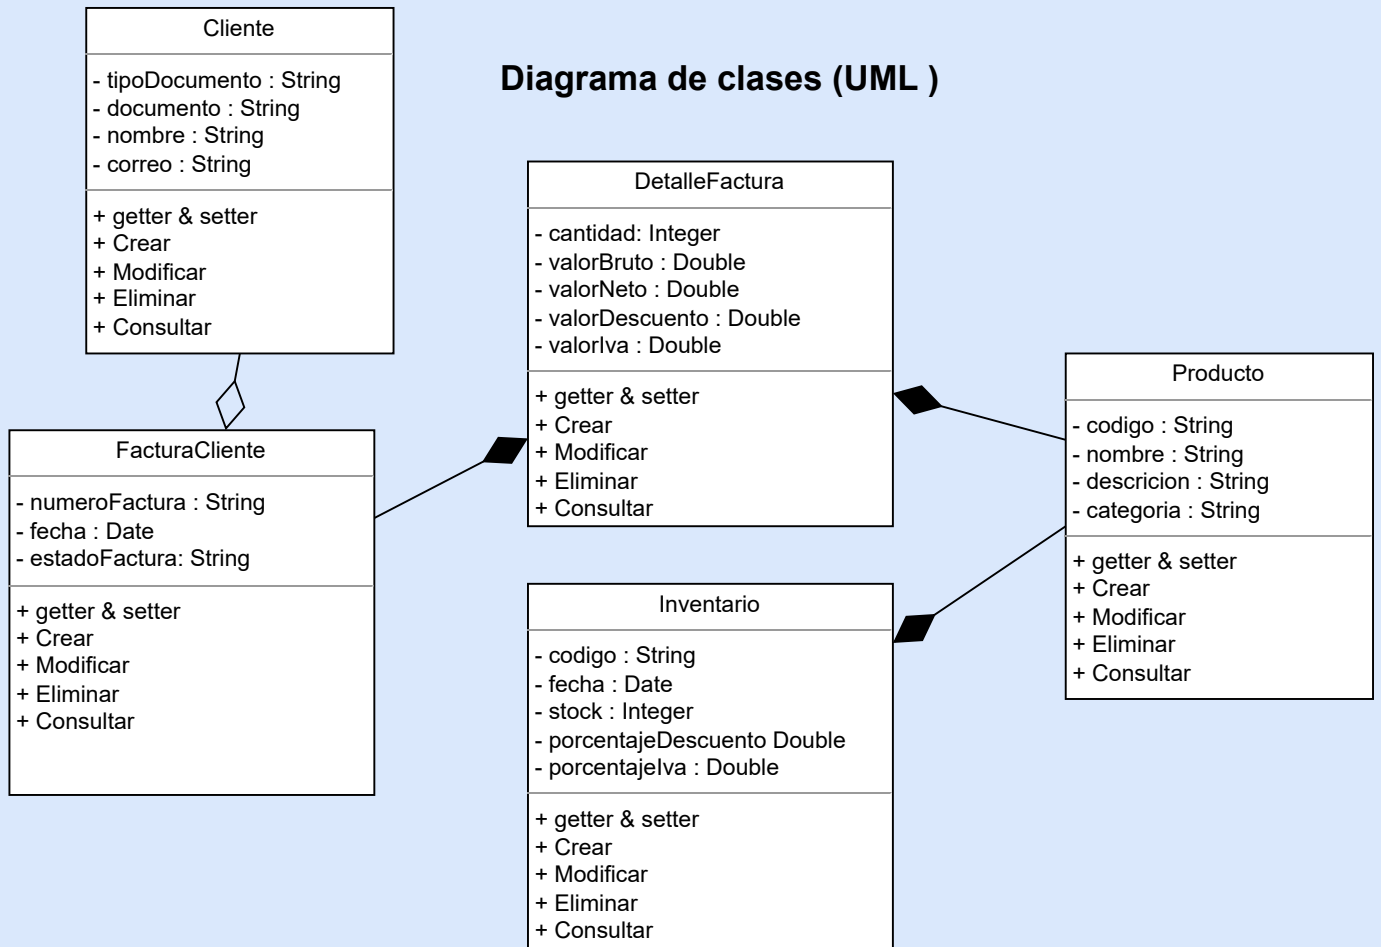 Cliente
- tipoDocumento : String
- documento : String
- nombre : String
- correo : String
+ getter & setter
+ Crear
+ Modificar
+ Eliminar
+ Consultar
Diagrama de clases (UML )
DetalleFactura
- cantidad: Integer
- valorBruto : Double
- valorNeto : Double
- valorDescuento : Double
- valorIva : Double
+ getter & setter
+ Crear
+ Modificar
+ Eliminar
+ Consultar
Producto
- codigo : String
- nombre : String
- descricion : String
- categoria : String
+ getter & setter
+ Crear
+ Modificar
+ Eliminar
+ Consultar
FacturaCliente
- numeroFactura : String
- fecha : Date
- estadoFactura: String
+ getter & setter
+ Crear
+ Modificar
+ Eliminar
+ Consultar
Inventario
- codigo : String
- fecha : Date
- stock : Integer
- porcentajeDescuento Double
- porcentajeIva : Double
+ getter & setter
+ Crear
+ Modificar
+ Eliminar
+ Consultar